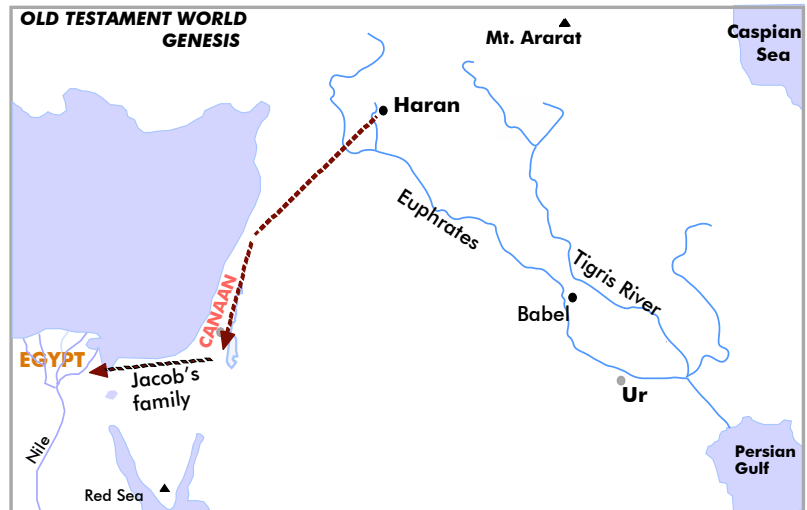 OLD TESTAMENT WORLD
GENESIS
Mt. Ararat
Caspian
Sea
Haran
Euphrates
Tigris River
CANAAN
Babel
EGYPT
Jacob's
family
Ur
Nile
Persian
Gulf
Red Sea